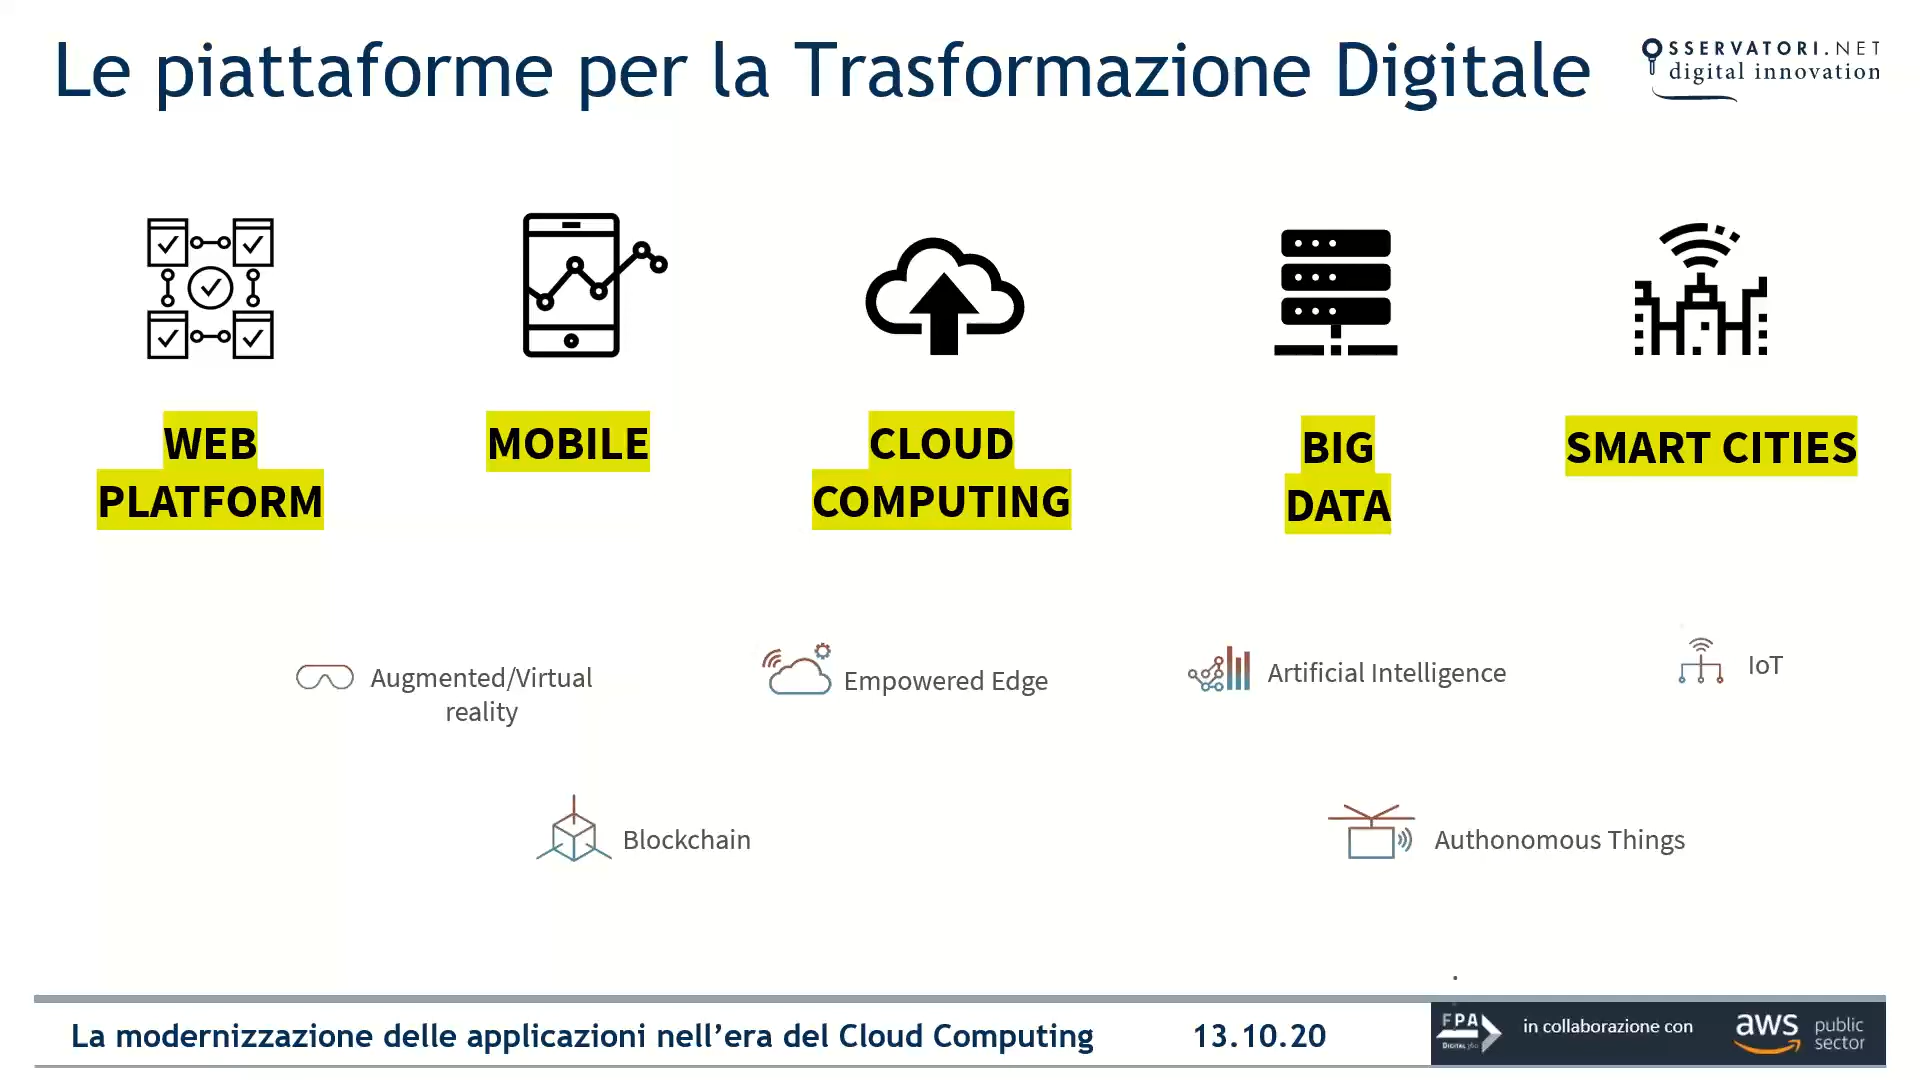 Le piattaforme per la Trasformazione Digitale
OSSERVATORI.NET
digital innovation
WEB
PLATFORM
MOBILE
CLOUD
COMPUTING
BIG
DATA
SMART CITIES
Augmented/Virtual
reality
Empowered Edge
Artificial Intelligence
IoT
Blockchain
Authonomous Things
La modernizzazione delle applicazioni nell’era del Cloud Computing
13.10.20
FPA
DIGITAL 360
in collaborazione con
aws
public
sector